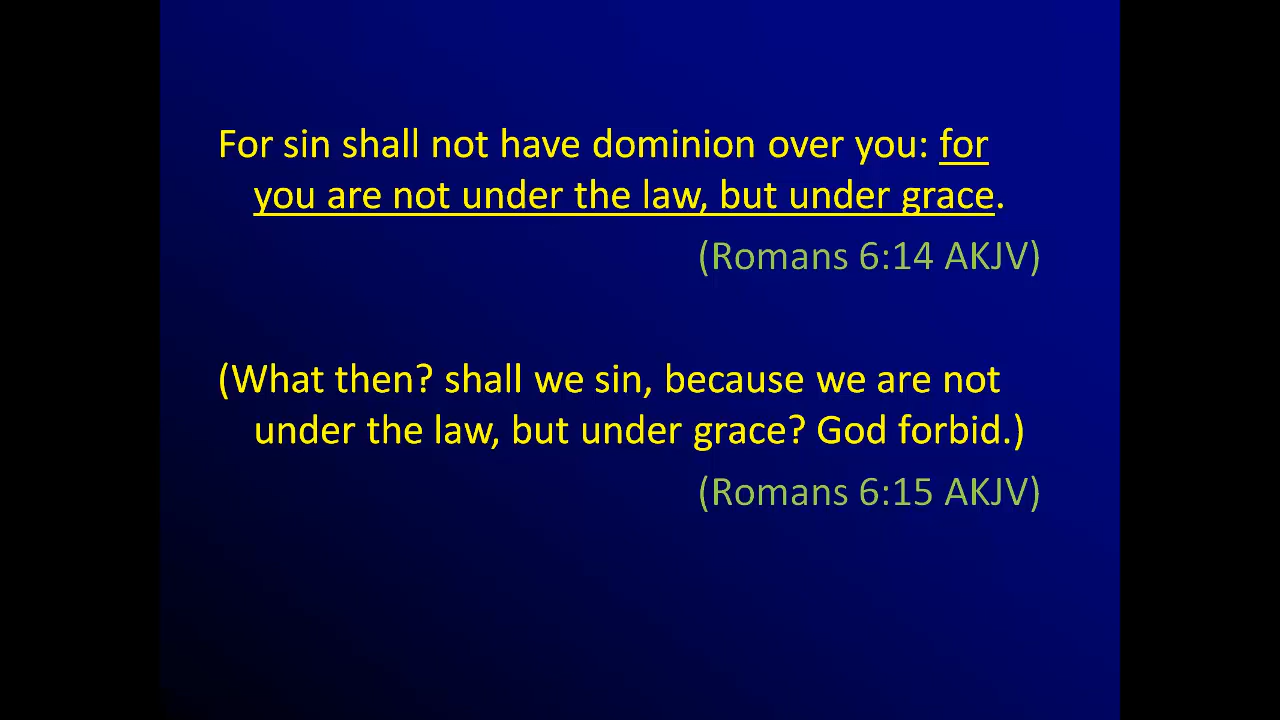 For sin shall not have dominion over you: for
you are not under the law, but under grace.
(Romans 6:14 AKJV)
(What then? shall we sin, because we are not
under the law, but under grace? God forbid.)
(Romans 6:15 AKJV)